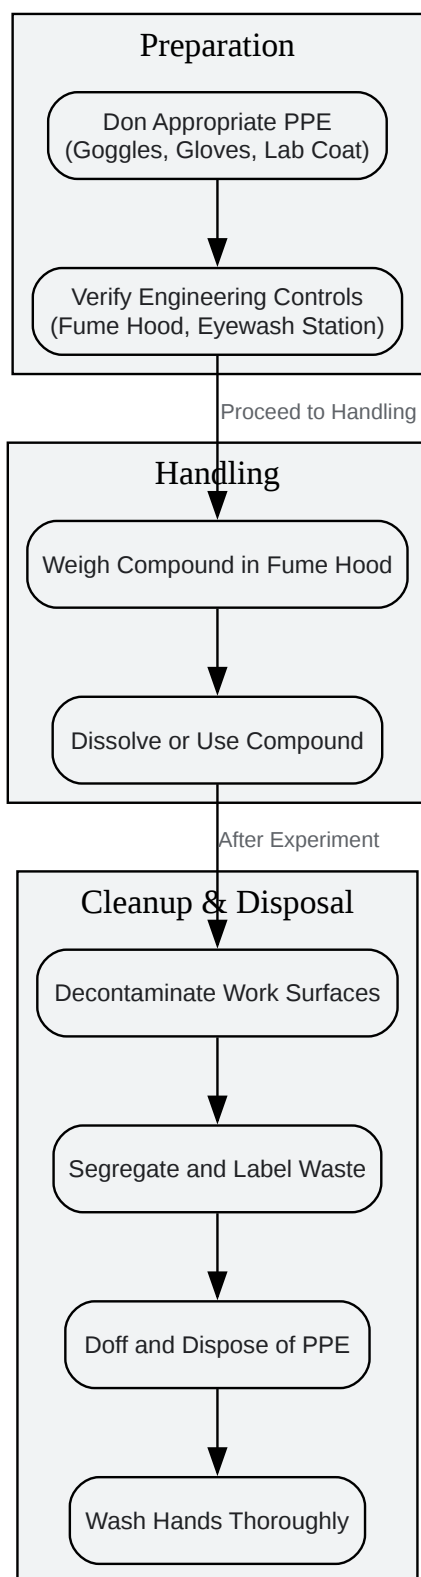 Preparation
Don Appropriate PPE
(Goggles, Gloves, Lab Coat)
Verify Engineering Controls
(Fume Hood, Eyewash Station)
Proceed to Handling
Handling
Weigh Compound in Fume Hood
Dissolve or Use Compound
After Experiment
Cleanup & Disposal
Decontaminate Work Surfaces
Segregate and Label Waste
Doff and Dispose of PPE
Wash Hands Thoroughly